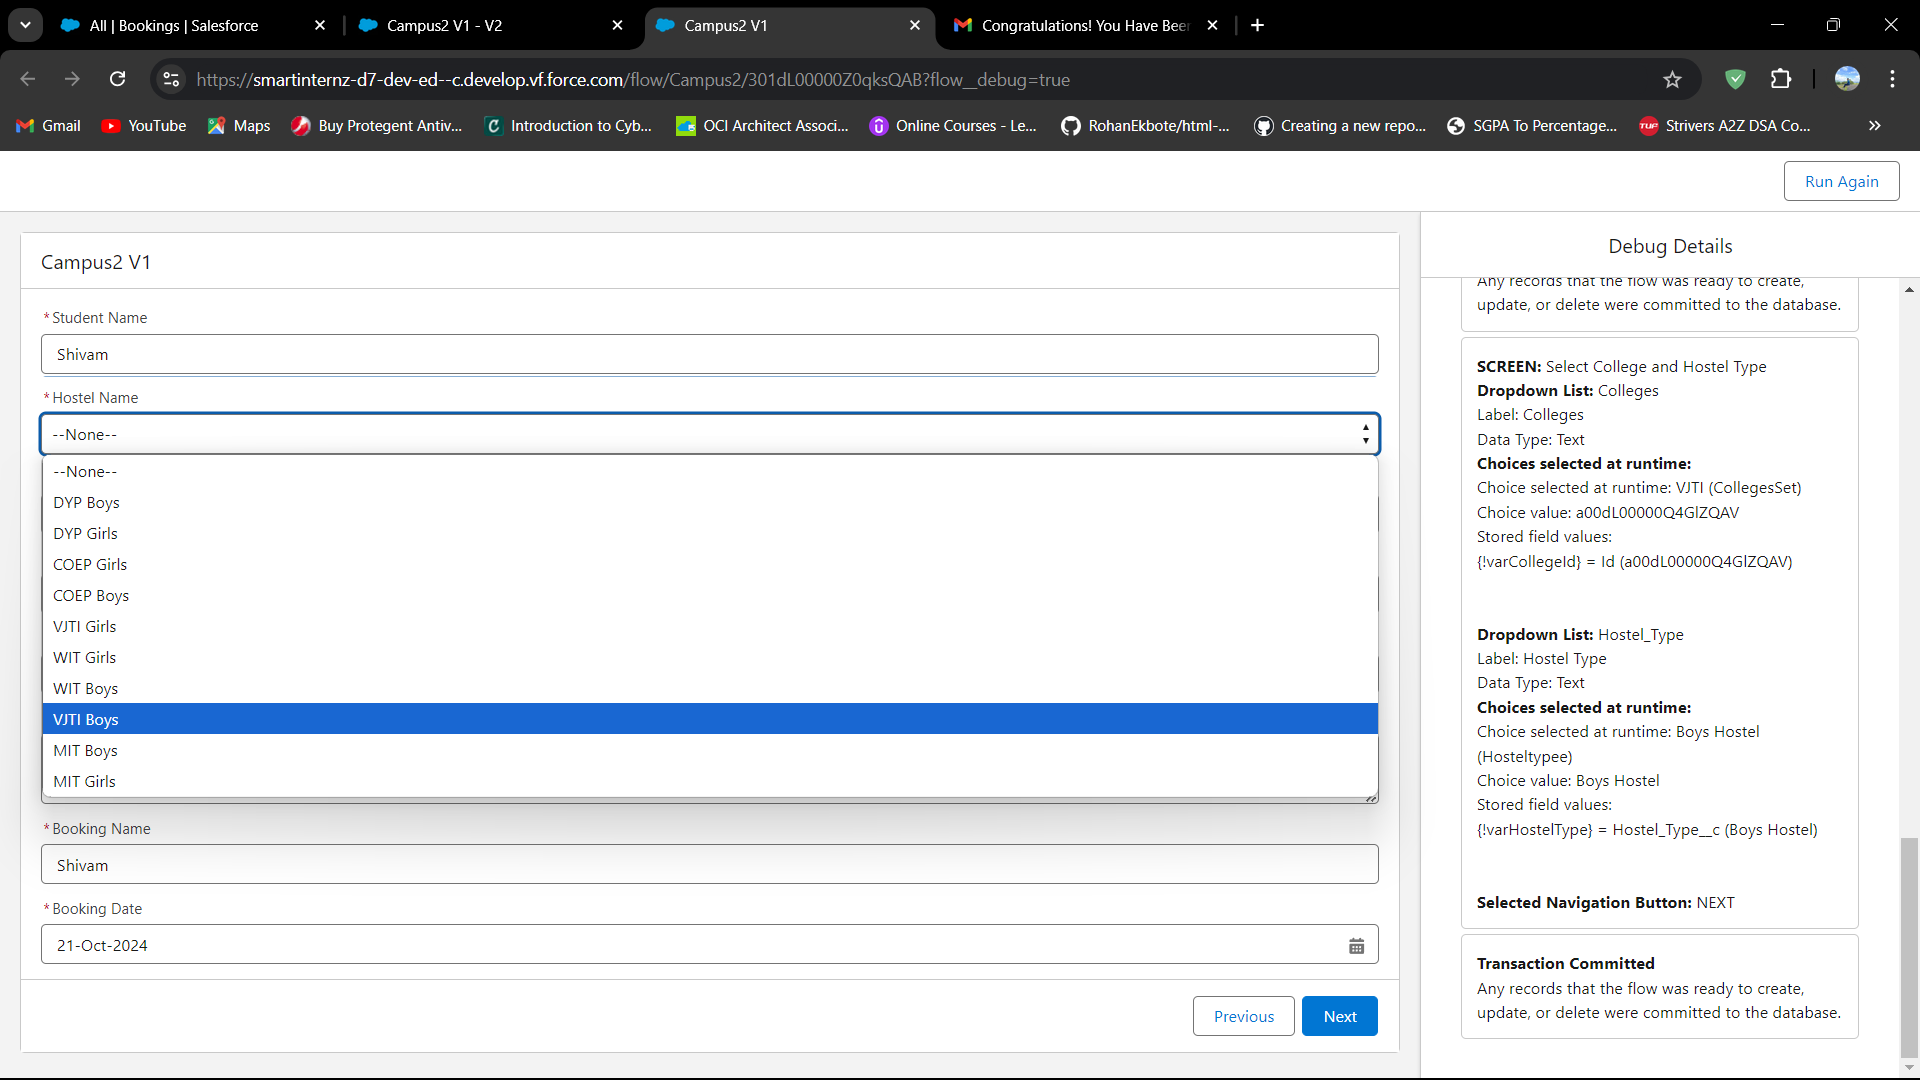 All | Bookings | Salesforce
Campus2 V1 - V2
Campus2 V1
Congratulations! You Have Beer
https://smartinternz-d7-dev-ed--c.develop.vf.force.com/flow/Campus2/301dL00000Z0qksQAB?flow__debug=true
Gmail
YouTube
Maps
Buy Protegent Antiv...
Introduction to Cyb...
OCI Architect Associ...
Online Courses - Le...
RohanEkbote/html-...
Creating a new repo...
SGPA To Percentage...
Strivers A2Z DSA Co...
Run Again
Campus2 V1
*Student Name
Shivam
*Hostel Name
--None--
--None--
DYP Boys
DYP Girls
COEP Girls
COEP Boys
VJTI Girls
WIT Girls
WIT Boys
VJTI Boys
MIT Boys
MIT Girls
*Booking Name
Shivam
*Booking Date
21-Oct-2024
Previous
Next
Debug Details
Any records that the flow was ready to create,
update, or delete were committed to the database.
SCREEN: Select College and Hostel Type
Dropdown List: Colleges
Label: Colleges
Data Type: Text
Choices selected at runtime:
Choice selected at runtime: VJTI (CollegesSet)
Choice value: a00dL00000Q4GlZQAV
Stored field values:
{!varCollegeId} = Id (a00dL00000Q4GlZQAV)
Dropdown List: Hostel_Type
Label: Hostel Type
Data Type: Text
Choices selected at runtime:
Choice selected at runtime: Boys Hostel
(Hosteltypee)
Choice value: Boys Hostel
Stored field values:
{!varHostelType} = Hostel_Type__c (Boys Hostel)
Selected Navigation Button: NEXT
Transaction Committed
Any records that the flow was ready to create,
update, or delete were committed to the database.